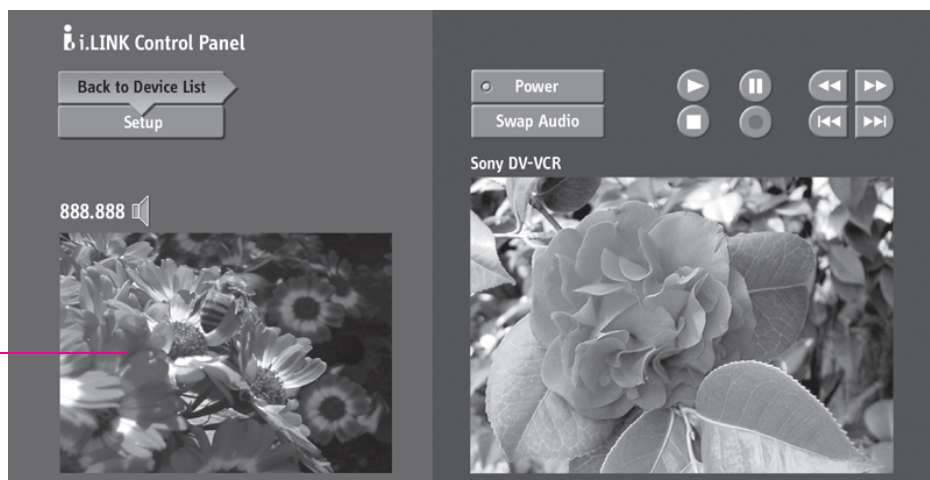 i.LINK Control Panel
Back to Device List
Setup
888.888
Power
Swap Audio
Sony DV-VCR